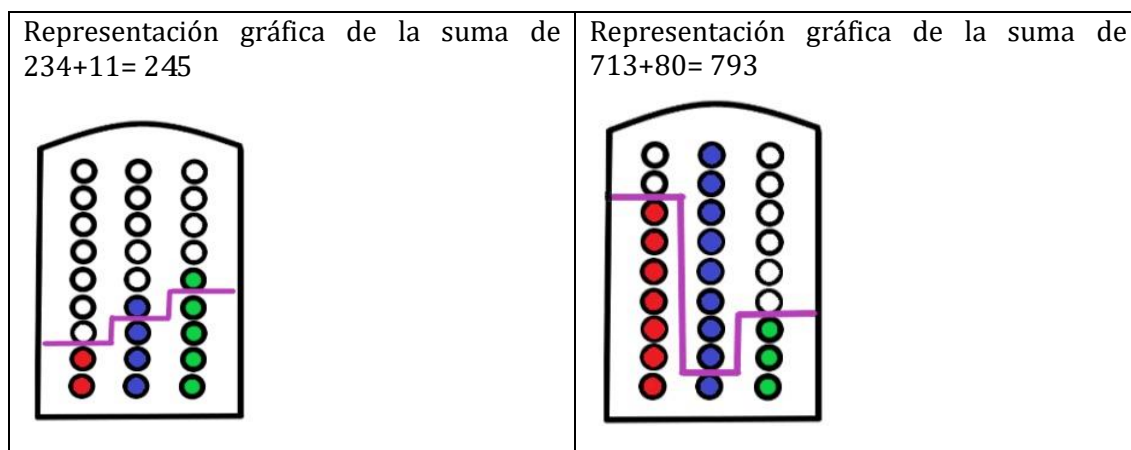 Representación gráfica de la suma de
234+11= 245
Representación gráfica de la suma de
713+80= 793